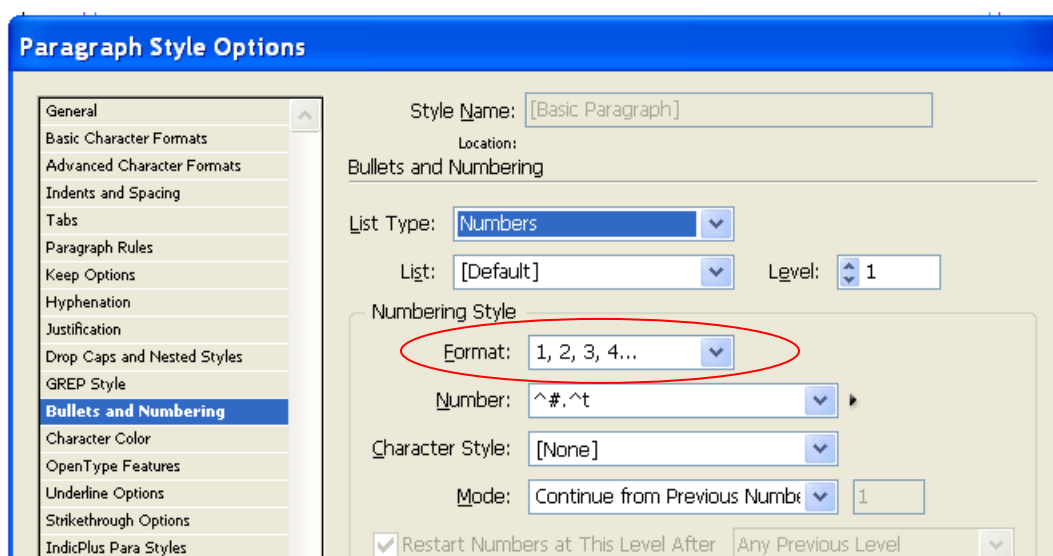 Paragraph Style Options
General
Basic Character Formats
Advanced Character Formats
Indents and Spacing
Tabs
Paragraph Rules
Keep Options
Hyphenation
Justification
Drop Caps and Nested Styles
GREP Style
Bullets and Numbering
Character Color
OpenType Features
Underline Options
Strikethrough Options
IndicPlus Para Styles
Style Name: [Basic Paragraph]
Location:
Bullets and Numbering
List Type: Numbers
List: [Default] Level: 1
Numbering Style
Format: 1, 2, 3, 4...
Number: ^#.^t
Character Style: [None]
Mode: Continue from Previous Numbe 1
Restart Numbers at This Level After Any Previous Level